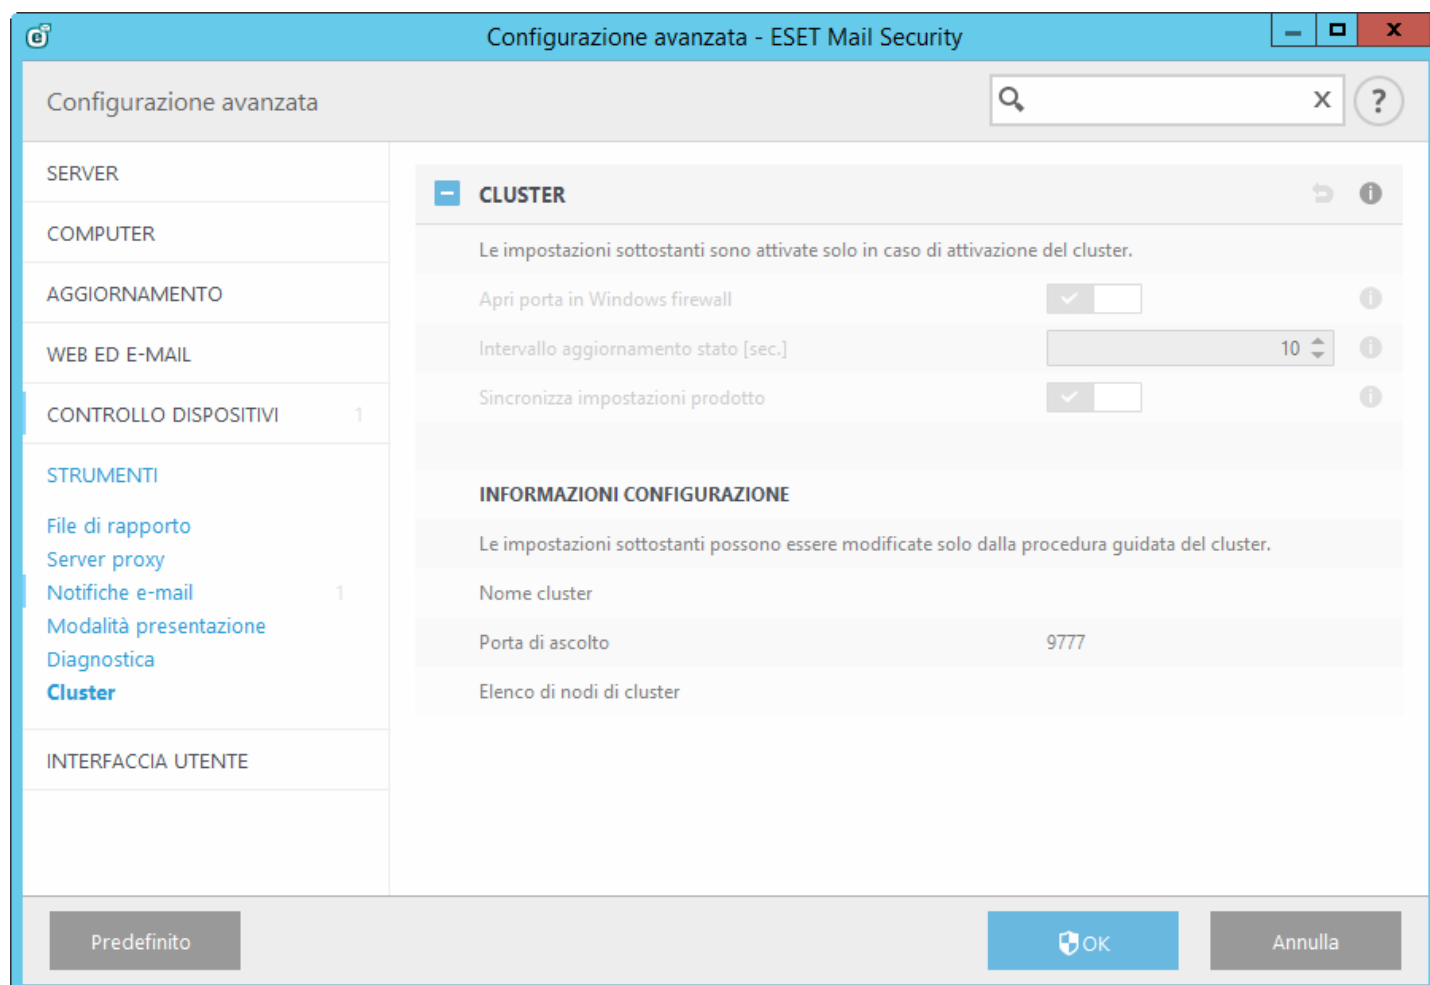 Configurazione avanzata - ESET Mail Security
Configurazione avanzata
SERVER
COMPUTER
AGGIORNAMENTO
WEB ED E-MAIL
CONTROLLO DISPOSITIVI 1
STRUMENTI
File di rapporto
Server proxy
Notifiche e-mail 1
Modalità presentazione
Diagnostica
Cluster
INTERFACCIA UTENTE
CLUSTER
Le impostazioni sottostanti sono attivate solo in caso di attivazione del cluster.
Apri porta in Windows firewall
Intervallo aggiornamento stato [sec.] 10
Sincronizza impostazioni prodotto
INFORMAZIONI CONFIGURAZIONE
Le impostazioni sottostanti possono essere modificate solo dalla procedura guidata del cluster.
Nome cluster
Porta di ascolto 9777
Elenco di nodi di cluster
Predefinito
OK
Annulla